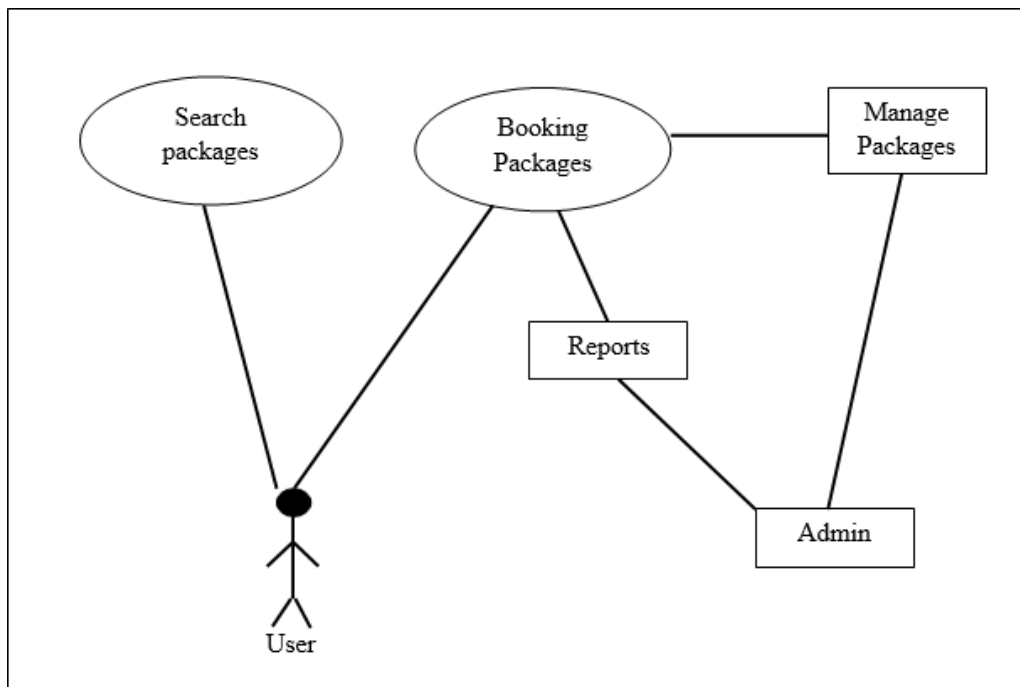 Search
packages
Booking
Packages
Manage
Packages
Reports
Admin
User